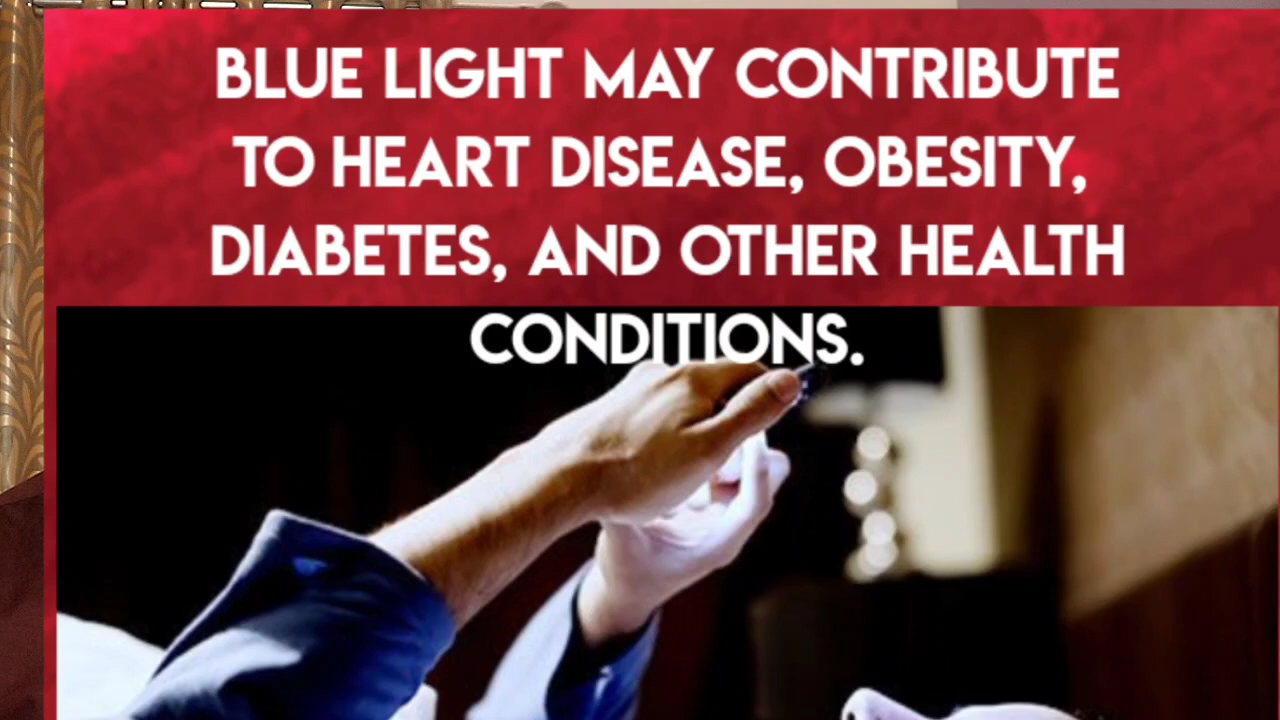 BLUE LIGHT MAY CONTRIBUTE
TO HEART DISEASE, OBESITY,
DIABETES, AND OTHER HEALTH
CONDITIONS.